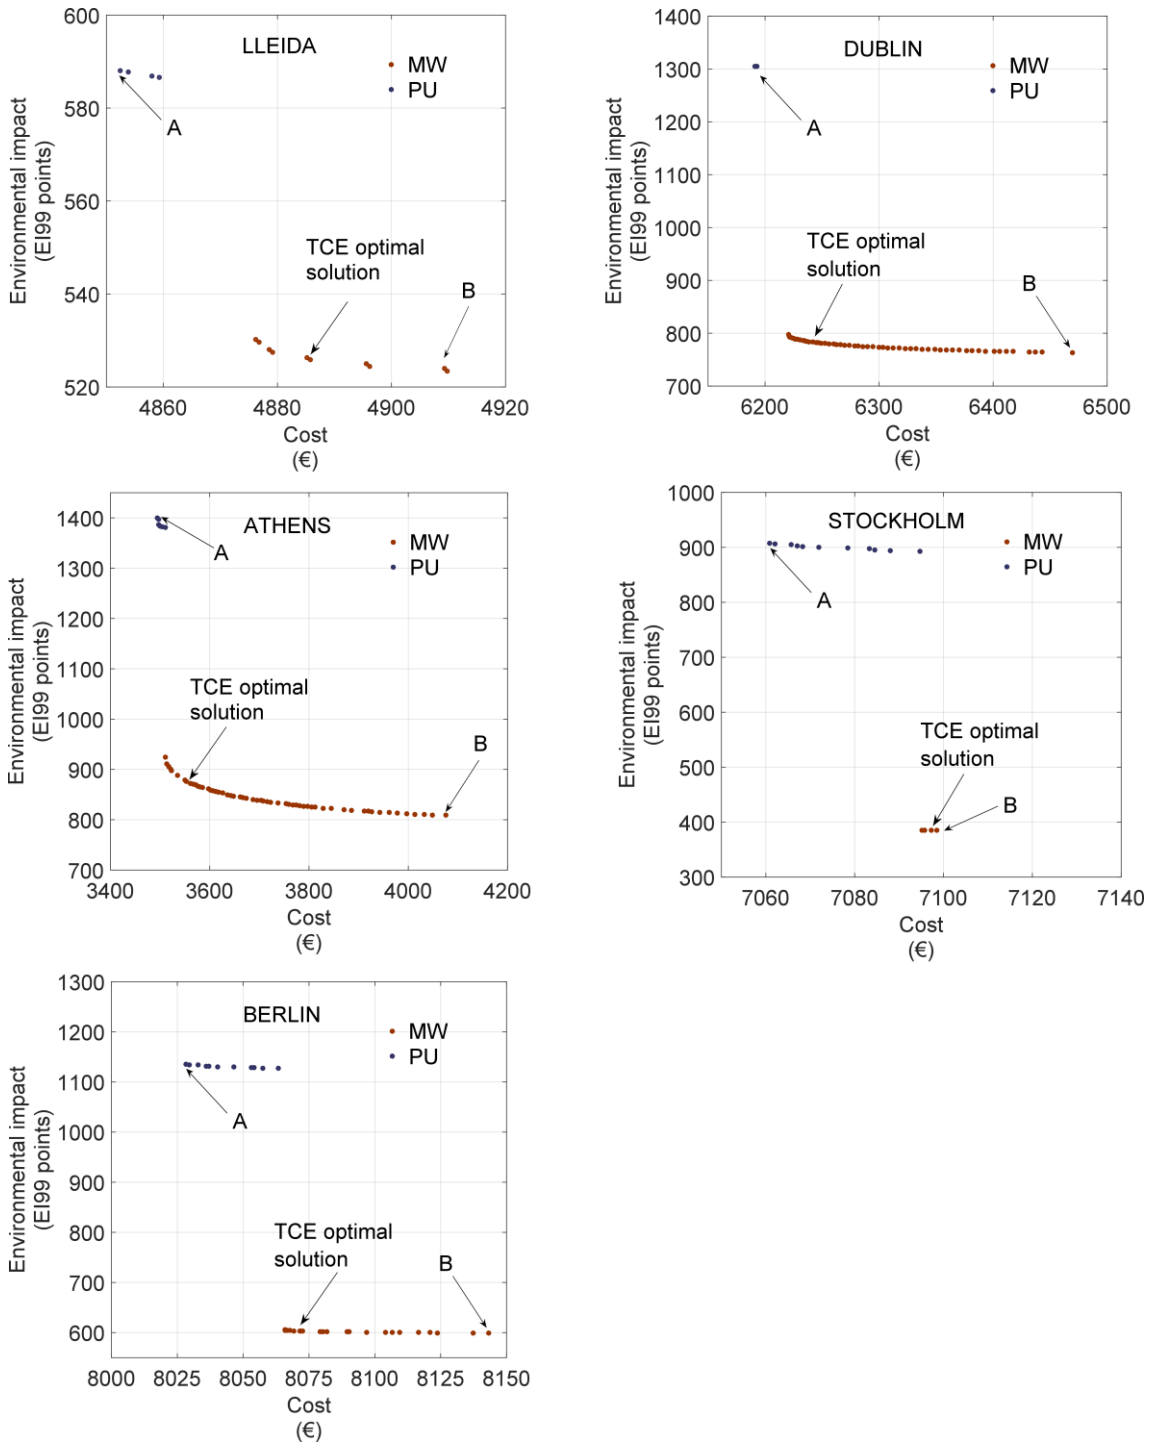 LLEIDA
MW
PU
A
TCE optimal
solution
B
600
580
560
540
520
4860
4880
4900
4920
Environmental impact
(EI99 points)
Cost
(€)
DUBLIN
MW
PU
A
TCE optimal
solution
B
1400
1300
1200
1100
1000
900
800
700
6200
6300
6400
6500
Environmental impact
(EI99 points)
Cost
(€)
ATHENS
MW
PU
A
TCE optimal
solution
B
1400
1300
1200
1100
1000
900
800
700
3400
3600
3800
4000
4200
Environmental impact
(EI99 points)
Cost
(€)
STOCKHOLM
MW
PU
A
TCE optimal
solution
B
1000
900
800
700
600
500
400
300
7060
7080
7100
7120
7140
Environmental impact
(EI99 points)
Cost
(€)
BERLIN
MW
PU
A
TCE optimal
solution
B
1300
1200
1100
1000
900
800
700
600
8000
8025
8050
8075
8100
8125
8150
Environmental impact
(EI99 points)
Cost
(€)